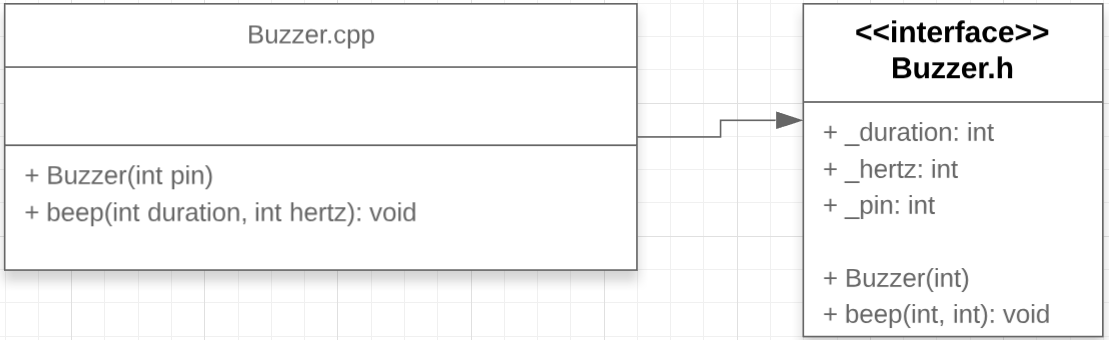 Buzzer.cpp
+ Buzzer(int pin)
+ beep(int duration, int hertz): void
<<interface>>
Buzzer.h
+ _duration: int
+ _hertz: int
+ _pin: int
+ Buzzer(int)
+ beep(int, int): void